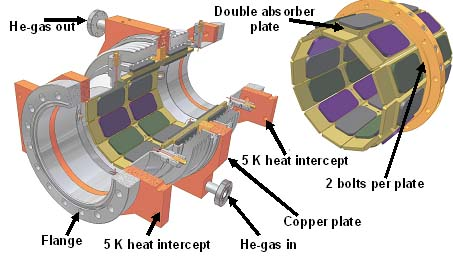 He-gas out
Double absorber
plate
5 K heat intercept
2 bolts per plate
Copper plate
Flange
5 K heat intercept
He-gas in